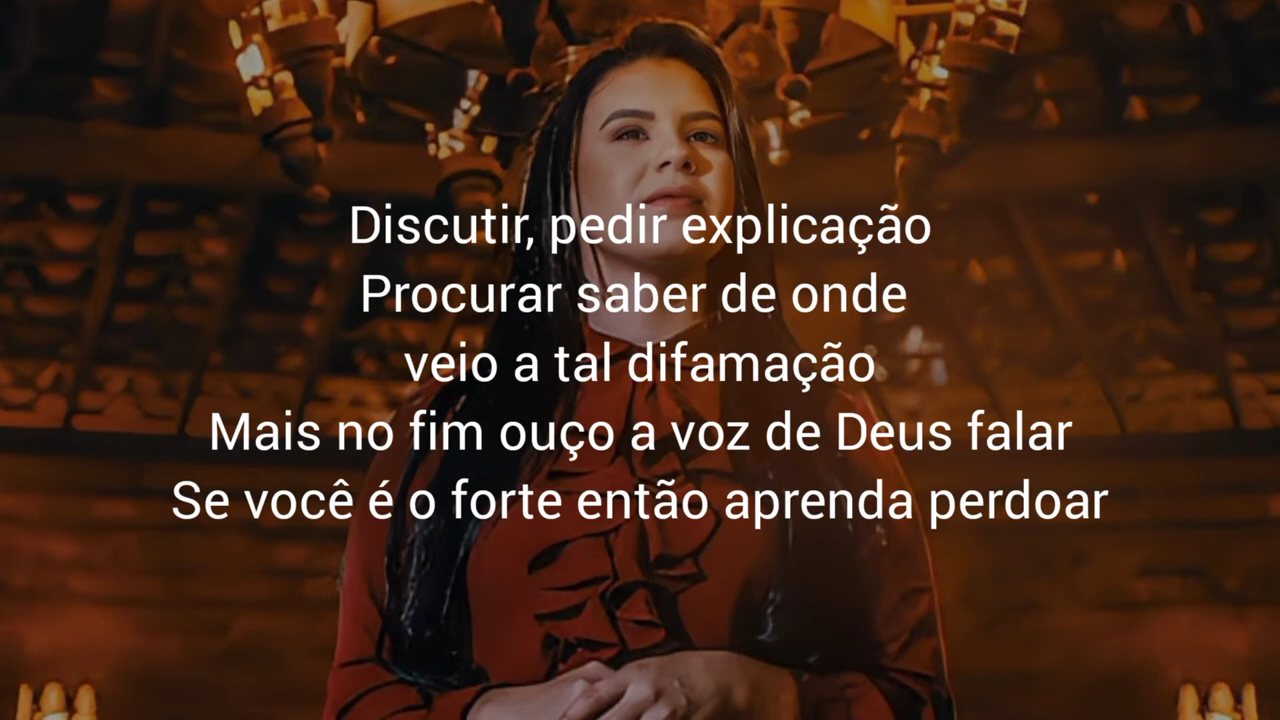 Discutir, pedir explicação
Procurar saber de onde
veio a tal difamação
Mais no fim ouço a voz de Deus falar
Se você é o forte então aprenda perdoar